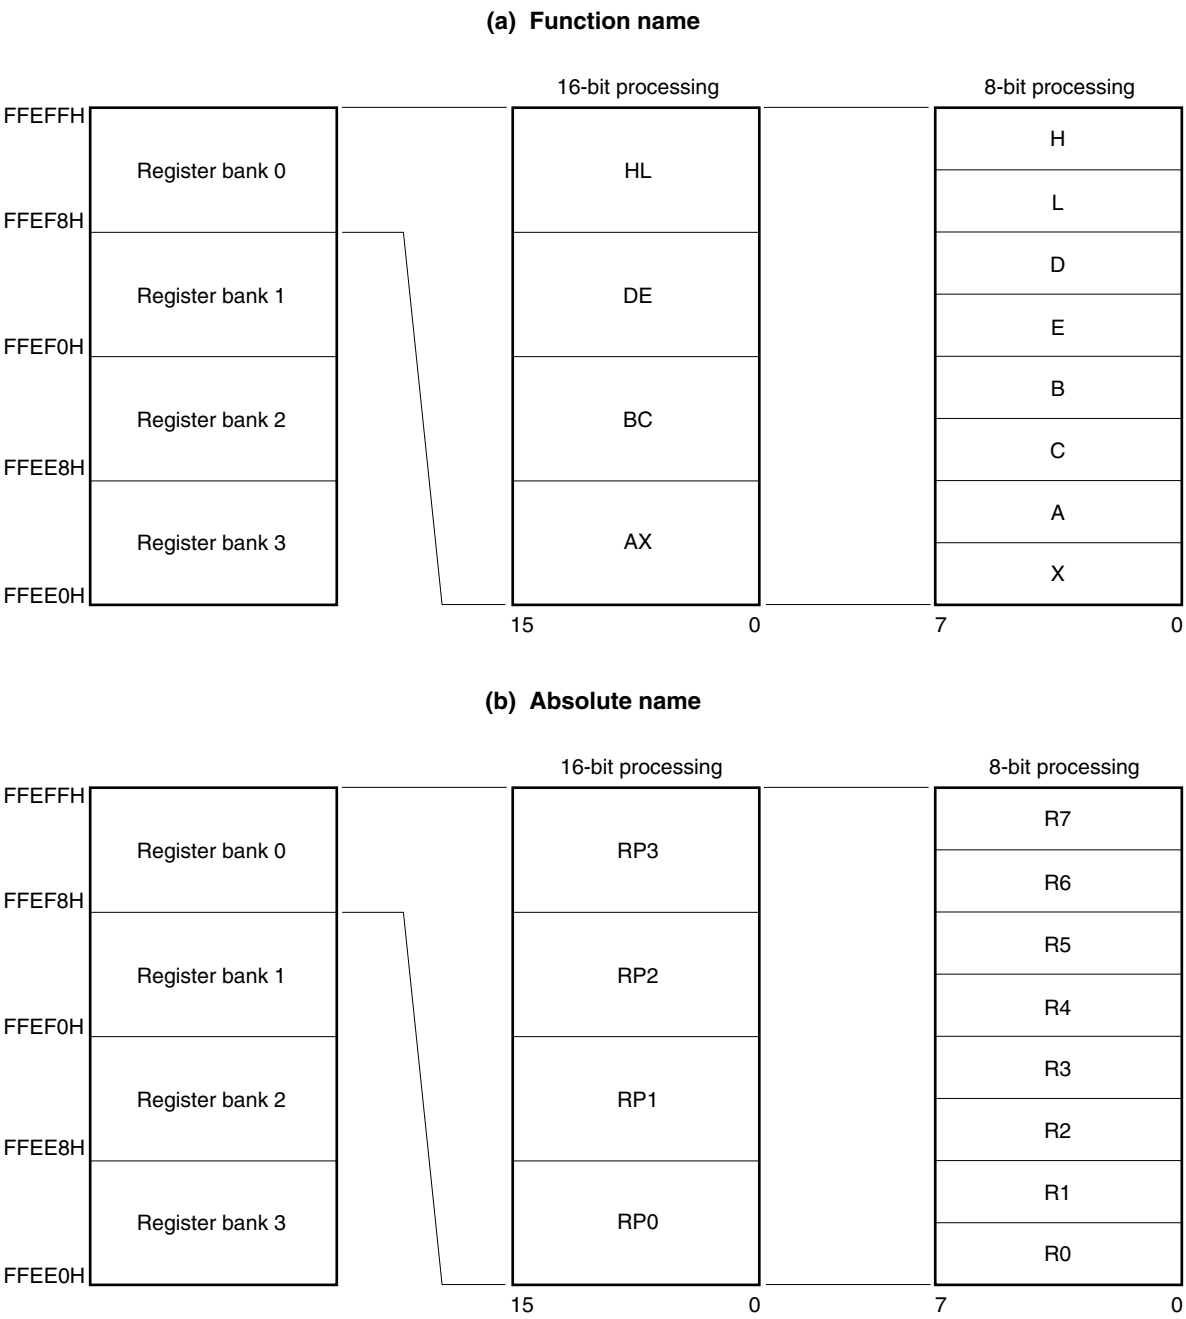 (a) Function name
16-bit processing
8-bit processing
FFEFFH
H
Register bank 0
HL
L
FFEF8H
D
Register bank 1
DE
E
FFEF0H
B
Register bank 2
BC
C
FFEE8H
A
Register bank 3
AX
X
FFEE0H
15
0
7
0
(b) Absolute name
16-bit processing
8-bit processing
FFEFFH
R7
Register bank 0
RP3
R6
FFEF8H
R5
Register bank 1
RP2
R4
FFEF0H
R3
Register bank 2
RP1
R2
FFEE8H
R1
Register bank 3
RP0
R0
FFEE0H
15
0
7
0